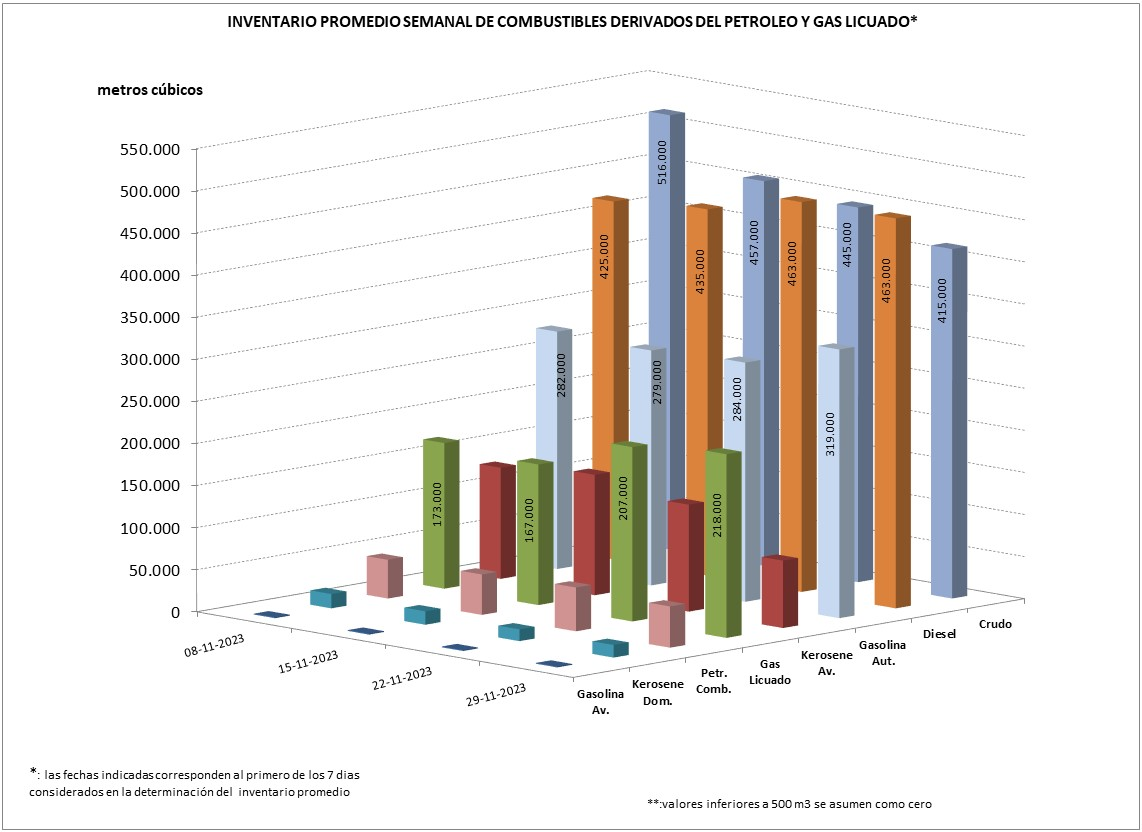 INVENTARIO PROMEDIO SEMANAL DE COMBUSTIBLES DERIVADOS DEL PETROLEO Y GAS LICUADO*
metros cúbicos
550.000
500.000
450.000
400.000
350.000
300.000
250.000
200.000
150.000
100.000
50.000
0
516.000
457.000
445.000
415.000
425.000
435.000
463.000
463.000
282.000
279.000
284.000
319.000
173.000
167.000
207.000
218.000
08-11-2023
15-11-2023
22-11-2023
29-11-2023
Gasolina
Av.
Kerosene
Dom.
Petr.
Comb.
Gas
Licuado
Kerosene
Av.
Gasolina
Aut.
Diesel
Crudo
*: las fechas indicadas corresponden al primero de los 7 dias
considerados en la determinación del inventario promedio
**:valores inferiores a 500 m3 se asumen como cero